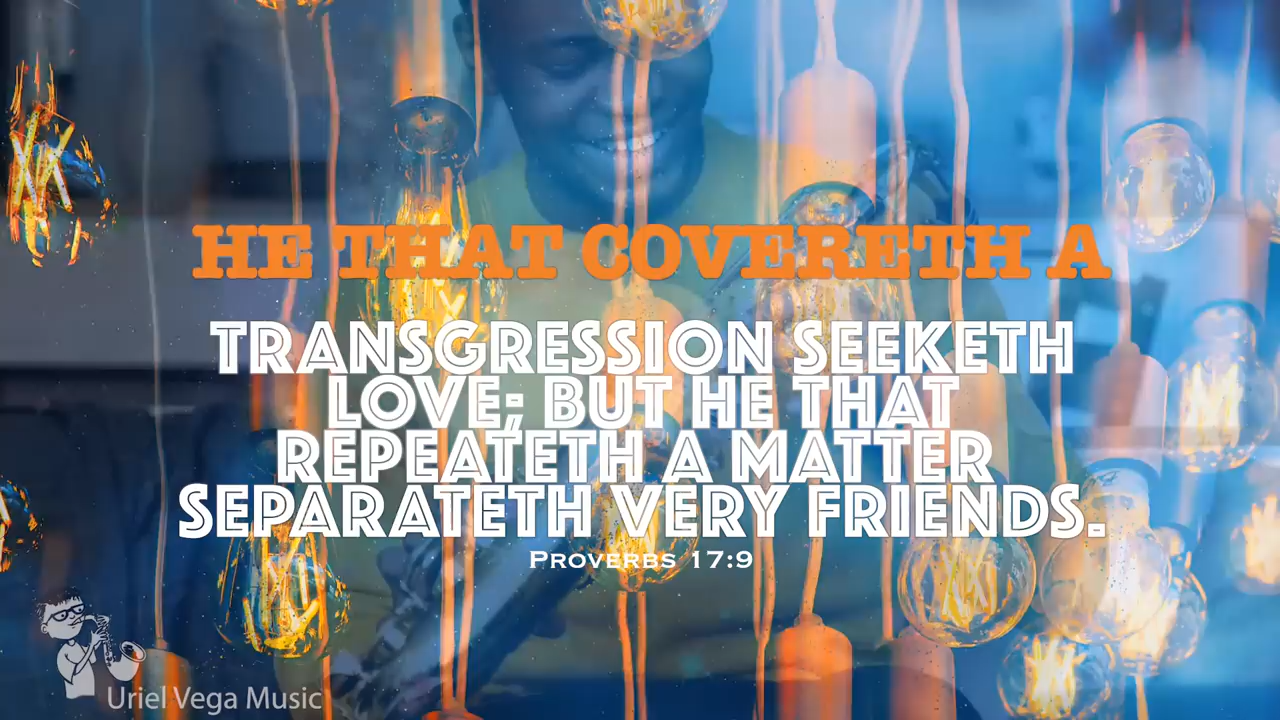 HE THAT COVERETH A
TRANSGRESSION SEEKETH
LOVE; BUT HE THAT
REPEATETH A MATTER
SEPARATETH VERY FRIENDS.
PROVERBS 17:9
Uriel Vega Music